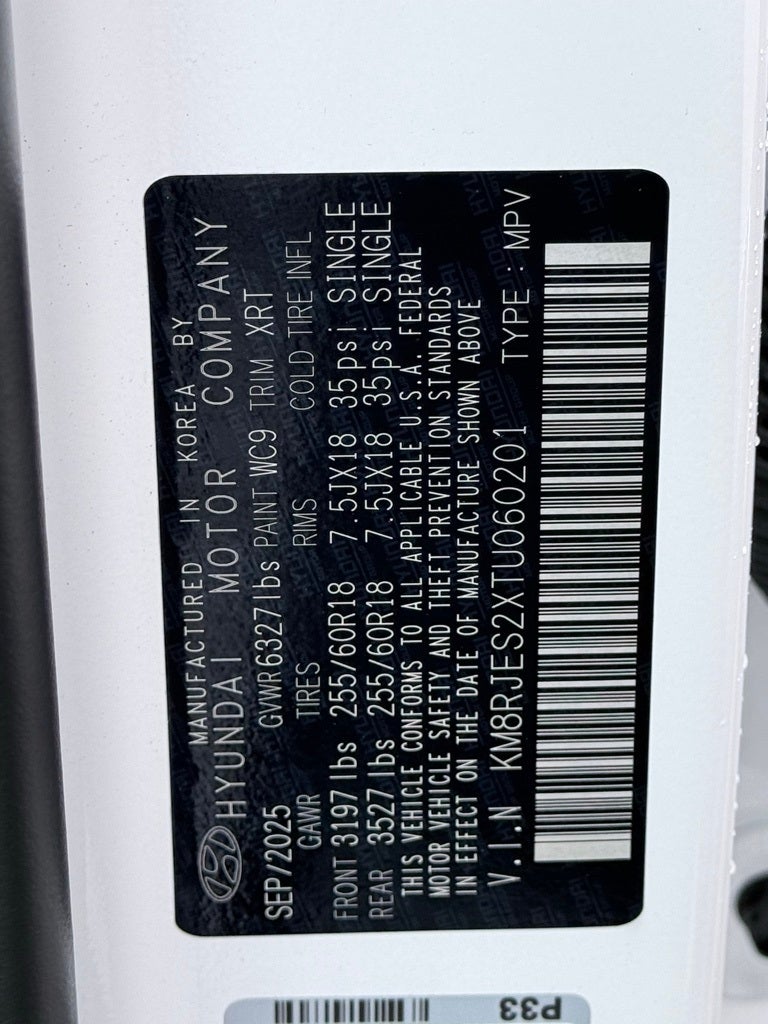 MANUFACTURED IN KOREA BY
HYUNDAI MOTOR COMPANY
SEP/2025 GVWR 6327lbs PAINT WC9 TRIM XRT
GAWR TIRES RIMS COLD TIRE INFL
FRONT 3197 lbs 255/60R18 7.5JX18 35psi SINGLE
REAR 3527 lbs 255/60R18 7.5JX18 35psi SINGLE
THIS VEHICLE CONFORMS TO ALL APPLICABLE U.S.A. FEDERAL
MOTOR VEHICLE SAFETY AND THEFT PREVENTION STANDARDS
IN EFFECT ON THE DATE OF MANUFACTURE SHOWN ABOVE
V.I.N KM8RJES2XTU060201 TYPE : MPV
P33